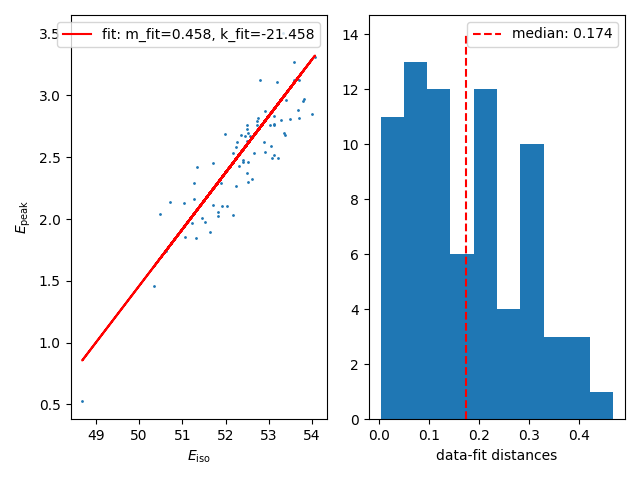 fit: m_fit=0.458, k_fit=-21.458
3.5
3.0
2.5
2.0
1.5
1.0
0.5
E_peak
49 50 51 52 53 54
E_iso
median: 0.174
14
12
10
8
6
4
2
0
0.0 0.1 0.2 0.3 0.4
data-fit distances